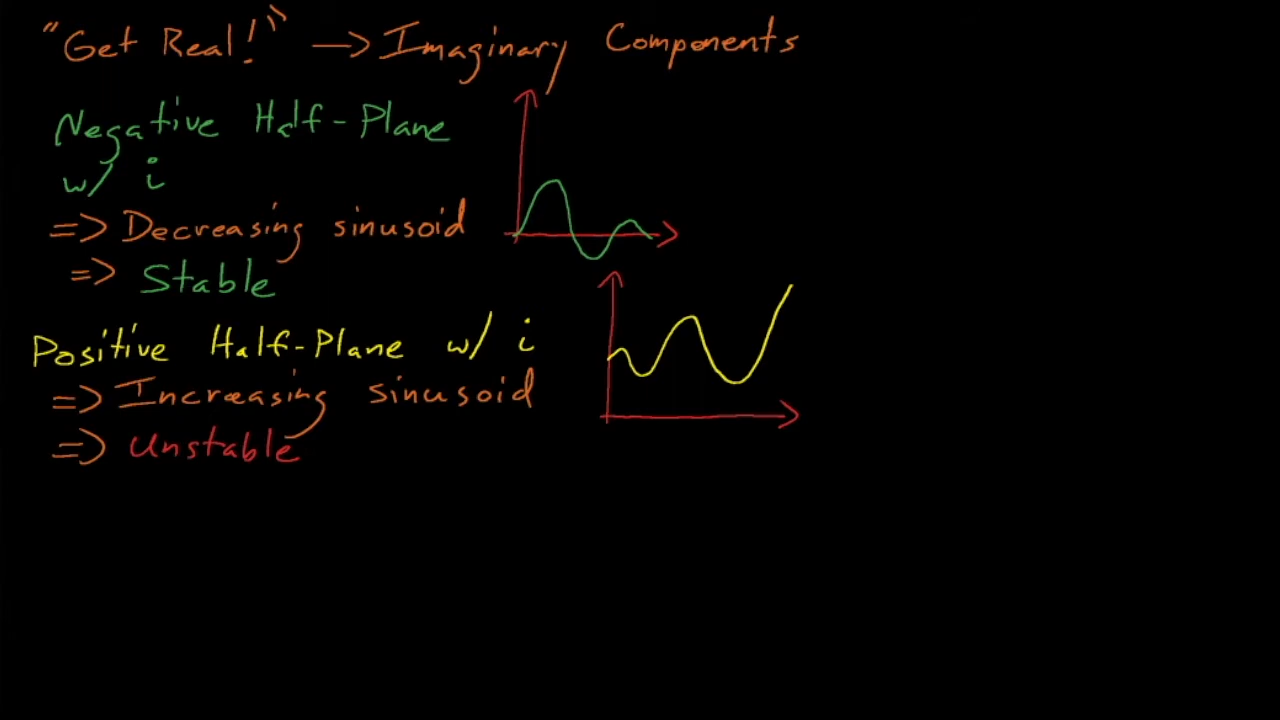 "Get Real!" → Imaginary Components
Negative Half-Plane
w/ i
=> Decreasing sinusoid
=> Stable
Positive Half-Plane w/ i
=> Increasing sinusoid
=> Unstable